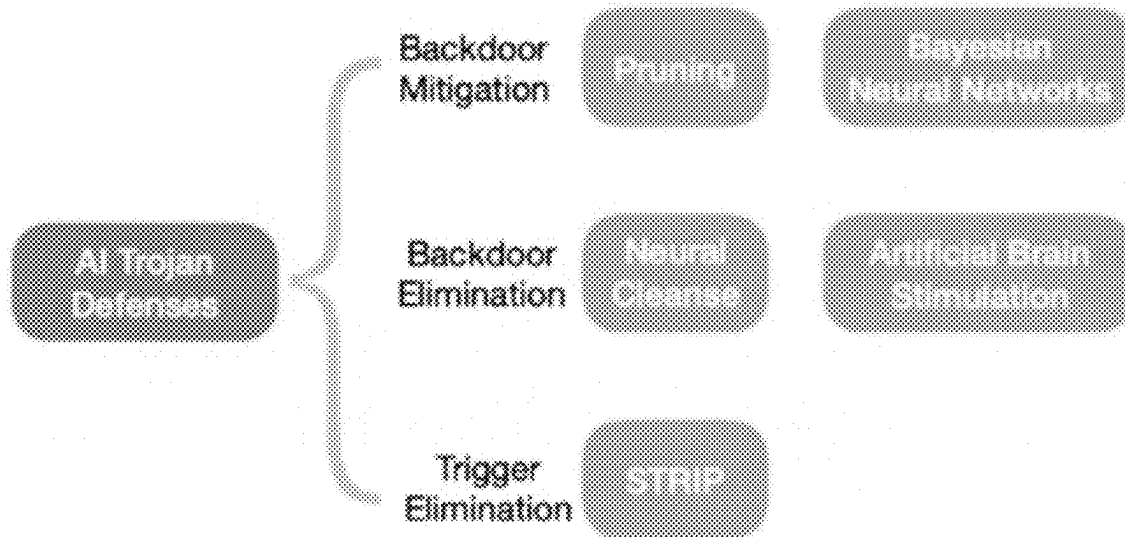 Backdoor
Mitigation
Pruning
Bayesian
Neural Networks
AI Trojan
Defenses
Backdoor
Elimination
Neural
Cleanse
Artificial Brain
Stimulation
Trigger
Elimination
STRIP